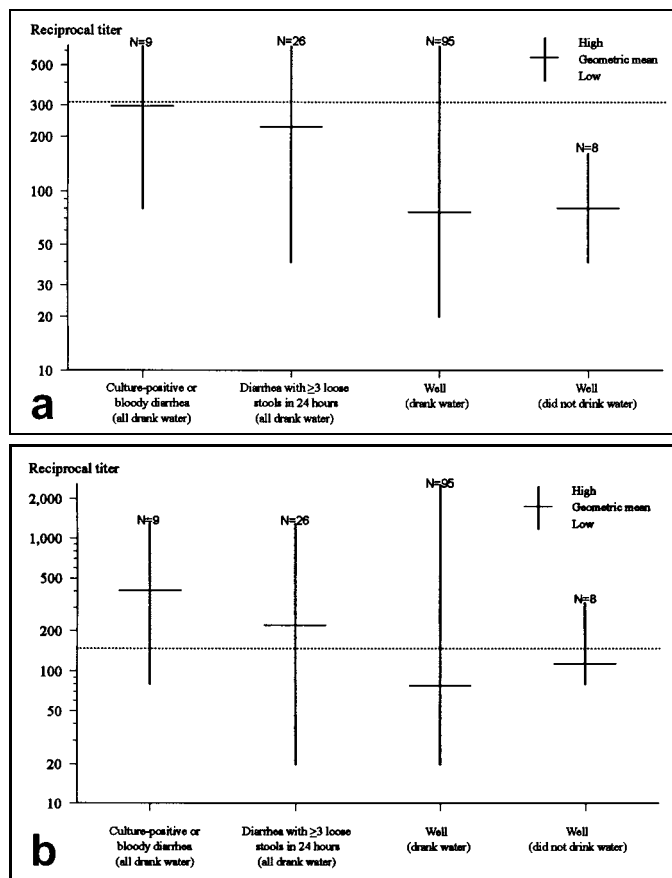 Reciprocal titer
N=9
N=26
N=95
High
Geometric mean
Low
500
300
200
N=8
100
50
30
20
10
Culture-positive or
bloody diarrhea
(all drank water)
Diarrhea with ≥3 loose
stools in 24 hours
(all drank water)
Well
(drank water)
Well
(did not drink water)
a
Reciprocal titer
N=95
2,000
High
Geometric mean
Low
N=9
N=26
1,000
500
N=8
200
100
50
20
10
Culture-positive or
bloody diarrhea
(all drank water)
Diarrhea with ≥3 loose
stools in 24 hours
(all drank water)
Well
(drank water)
Well
(did not drink water)
b